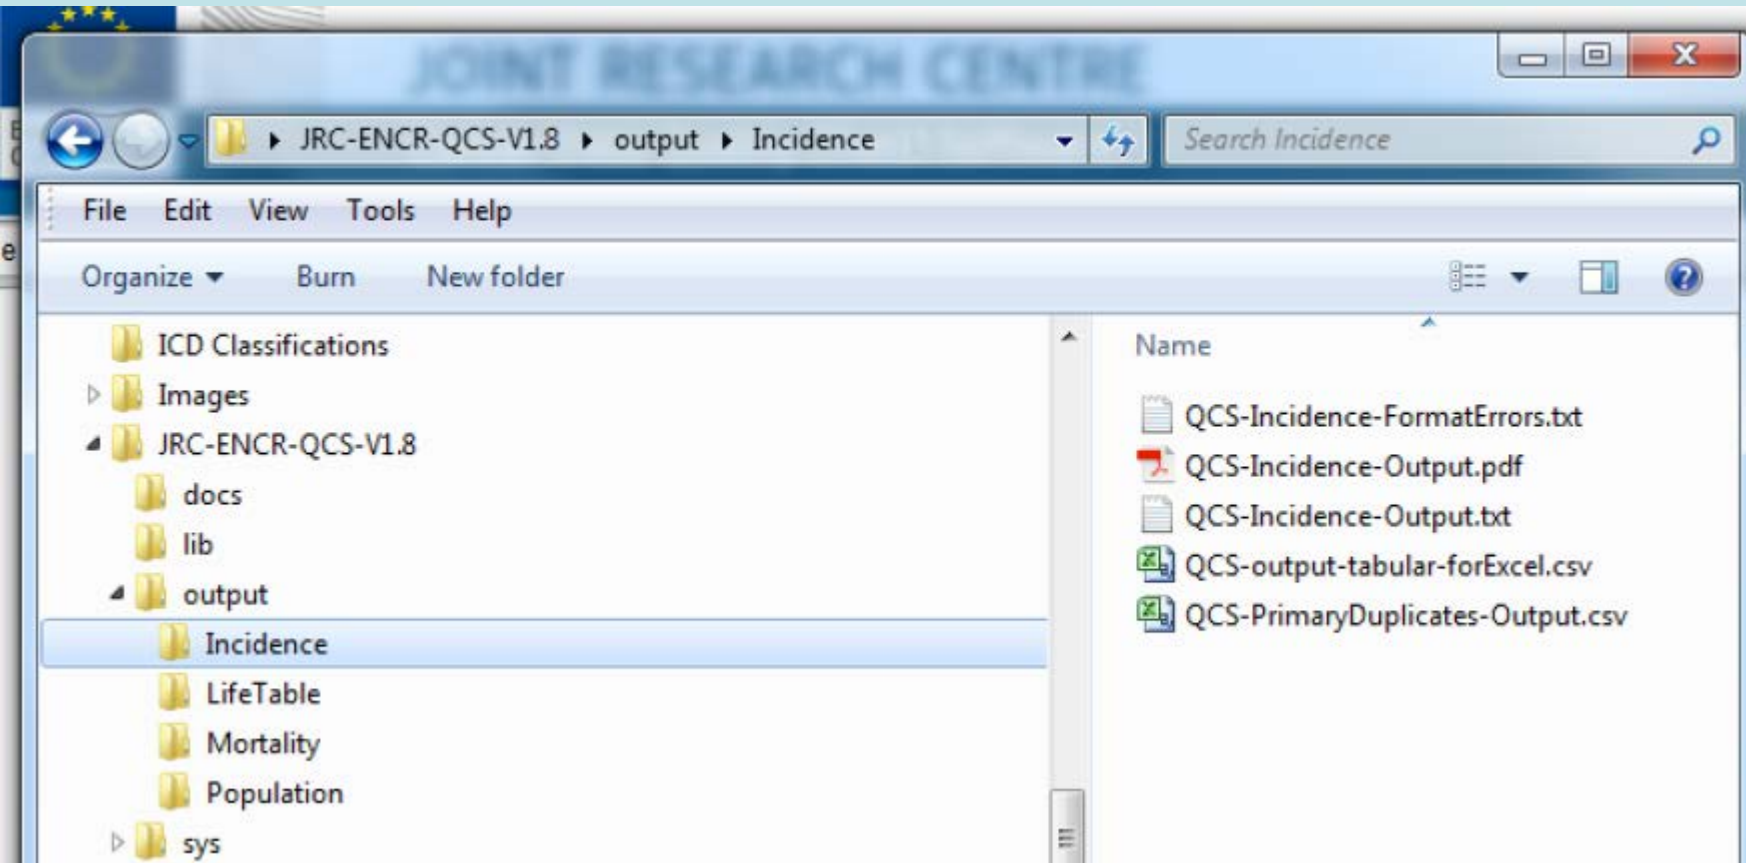 JOINT RESEARCH CENTRE
JRC-ENCR-QCS-V1.8 output Incidence
Search Incidence
File Edit View Tools Help
Organize Burn New folder
ICD Classifications
Images
JRC-ENCR-QCS-V1.8
docs
lib
output
Incidence
LifeTable
Mortality
Population
sys
Name
QCS-Incidence-FormatErrors.txt
QCS-Incidence-Output.pdf
QCS-Incidence-Output.txt
QCS-output-tabular-forExcel.csv
QCS-PrimaryDuplicates-Output.csv